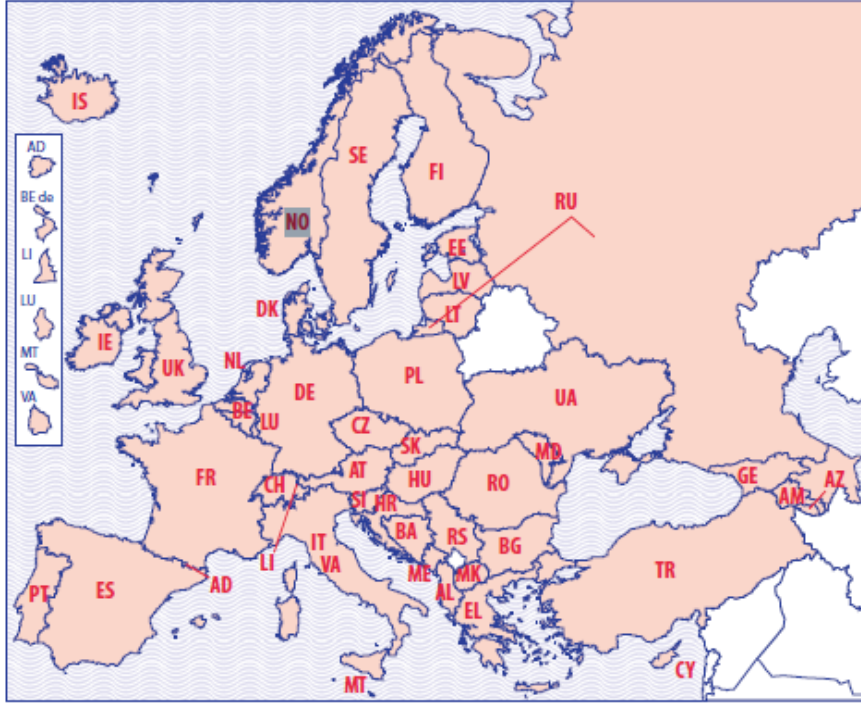 IS
AD
BE de
LI
LU
MT
VA
SE
FI
NO
RU
EE
LV
LT
DK
IE
UK
NL
BE
LU
DE
PL
UA
CZ
SK
MD
FR
CH
AT
HU
RO
GE
AZ
AM
SI
HR
BA
RS
BG
IT
VA
LI
ME
MK
AL
EL
TR
PT
ES
AD
MT
CY